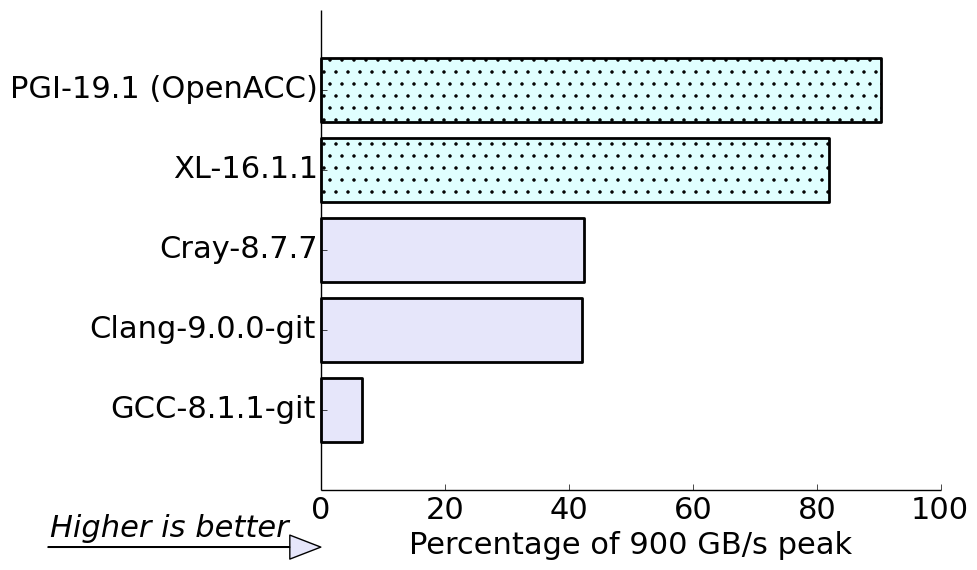 PGI-19.1 (OpenACC)
XL-16.1.1
Cray-8.7.7
Clang-9.0.0-git
GCC-8.1.1-git
0 20 40 60 80 100
Higher is better
Percentage of 900 GB/s peak